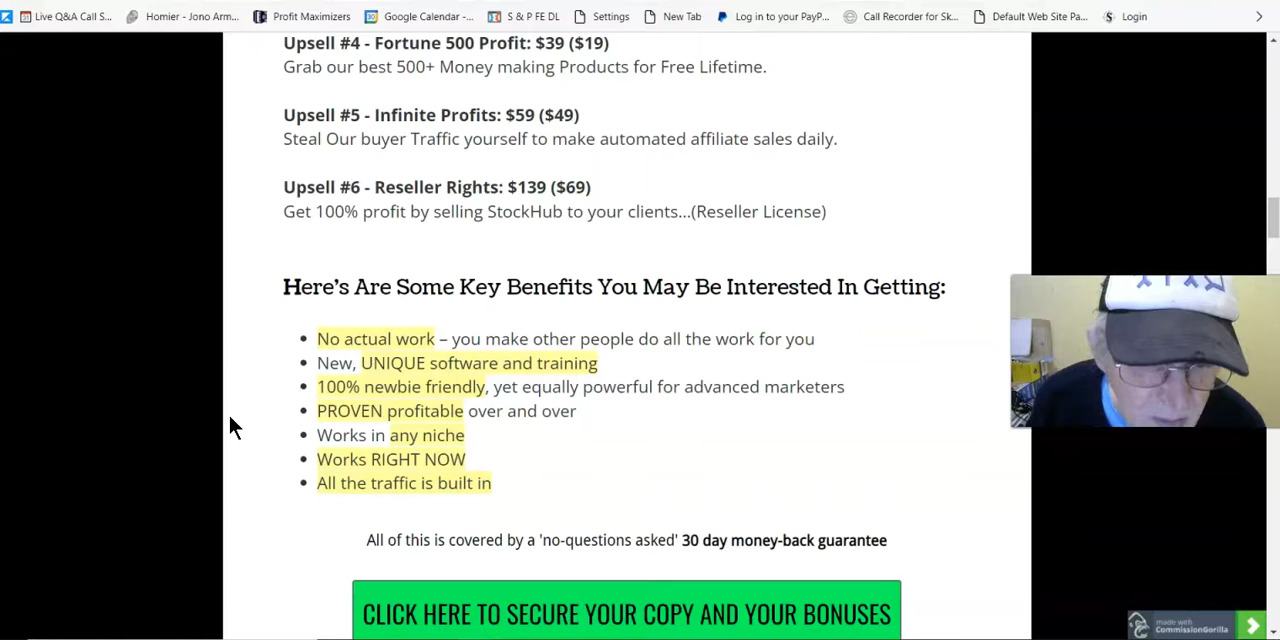 Live Q&A Call S...
Homier - Jono Arm...
Profit Maximizers
Google Calendar -...
S & P FE DL
Settings
New Tab
Log in to your PayP...
Call Recorder for Sk...
Default Web Site Pa...
Login
Upsell #4 - Fortune 500 Profit: $39 ($19)
Grab our best 500+ Money making Products for Free Lifetime.
Upsell #5 - Infinite Profits: $59 ($49)
Steal Our buyer Traffic yourself to make automated affiliate sales daily.
Upsell #6 - Reseller Rights: $139 ($69)
Get 100% profit by selling StockHub to your clients...(Reseller License)
Here's Are Some Key Benefits You May Be Interested In Getting:
No actual work – you make other people do all the work for you
New, UNIQUE software and training
100% newbie friendly, yet equally powerful for advanced marketers
PROVEN profitable over and over
Works in any niche
Works RIGHT NOW
All the traffic is built in
All of this is covered by a 'no-questions asked' 30 day money-back guarantee
CLICK HERE TO SECURE YOUR COPY AND YOUR BONUSES
made with
CommissionGorilla